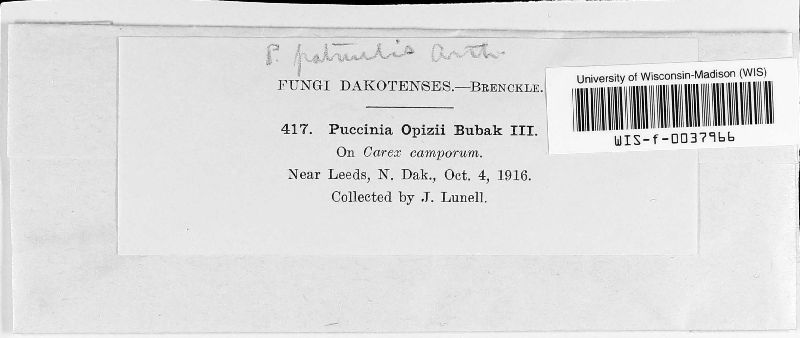 P. patruelis Arth.
FUNGI DAKOTENSES.—BRENCKLE.
417. Puccinia Opizii Bubak III.
On Carex camporum.
Near Leeds, N. Dak., Oct. 4, 1916.
Collected by J. Lunell.
University of Wisconsin-Madison (WIS)
WIS-f-0037966